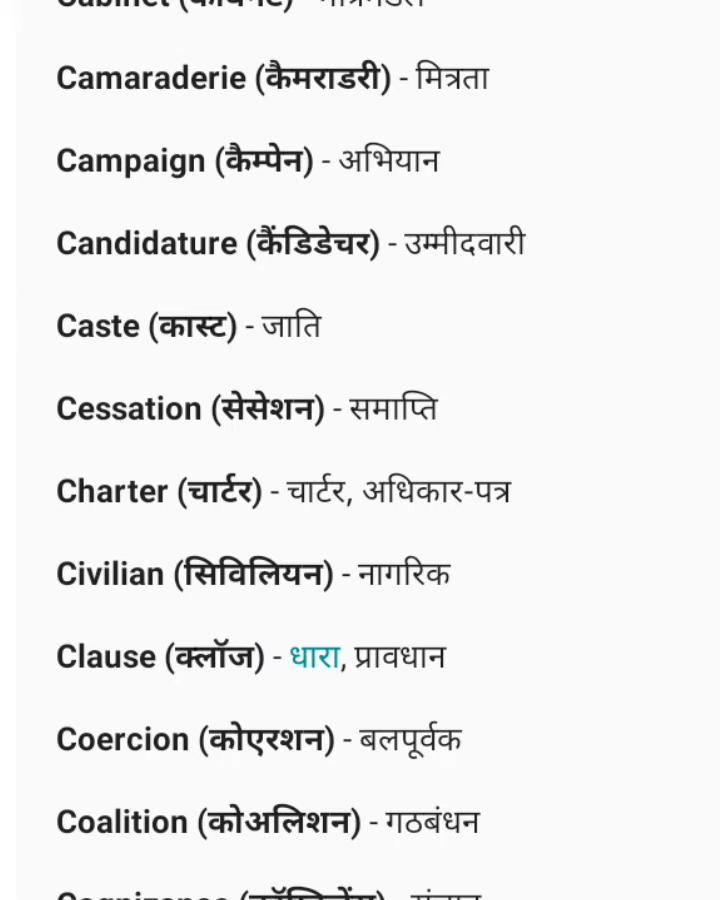 Camaraderie (कैमराडरी) - मित्रता
Campaign (कैम्पेन) - अभियान
Candidature (कैंडिडेचर) - उम्मीदवारी
Caste (कास्ट) - जाति
Cessation (सेसेशन) - समाप्ति
Charter (चार्टर) - चार्टर, अधिकार-पत्र
Civilian (सिविलियन) - नागरिक
Clause (क्लॉज) - धारा, प्रावधान
Coercion (कोएरशन) - बलपूर्वक
Coalition (कोअलिशन) - गठबंधन